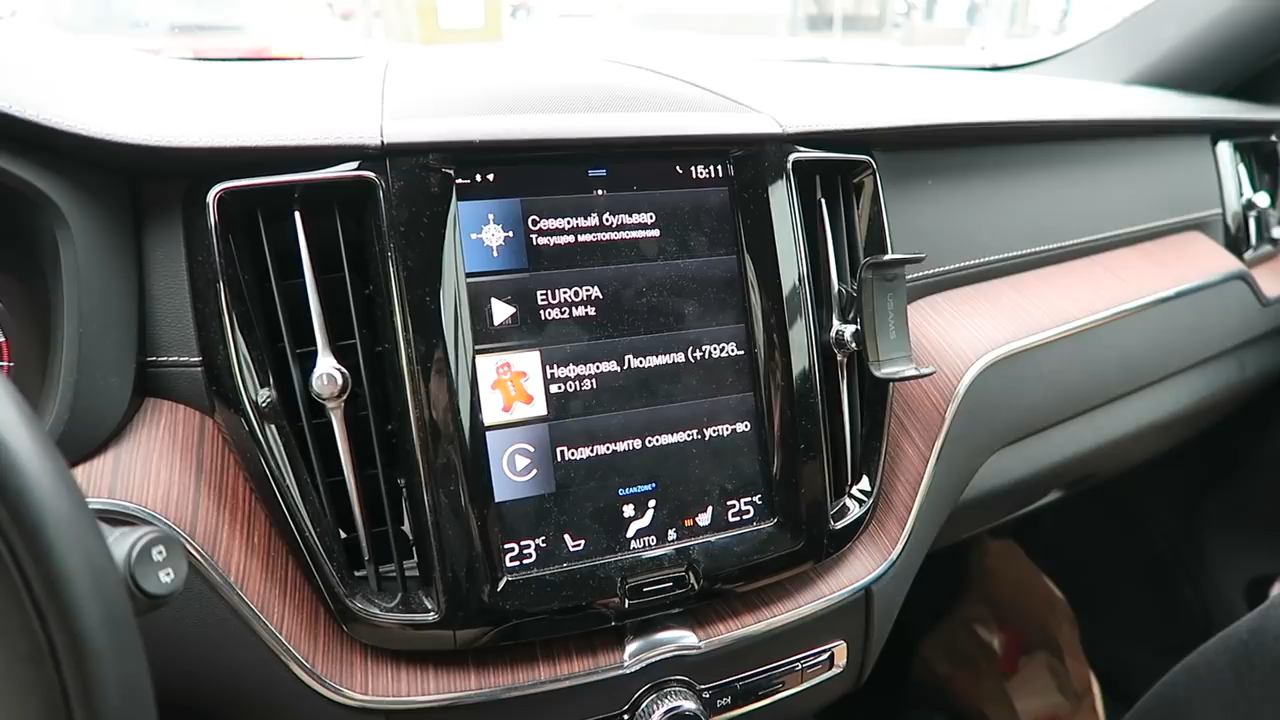 15:11
Северный бульвар
Текущее местоположение
EUROPA
106.2 MHz
Нефедова, Людмила (+7926...
01:31
Подключите совмест. устр-во
CLEANZONE
23°C
AUTO
25°C
USAMS